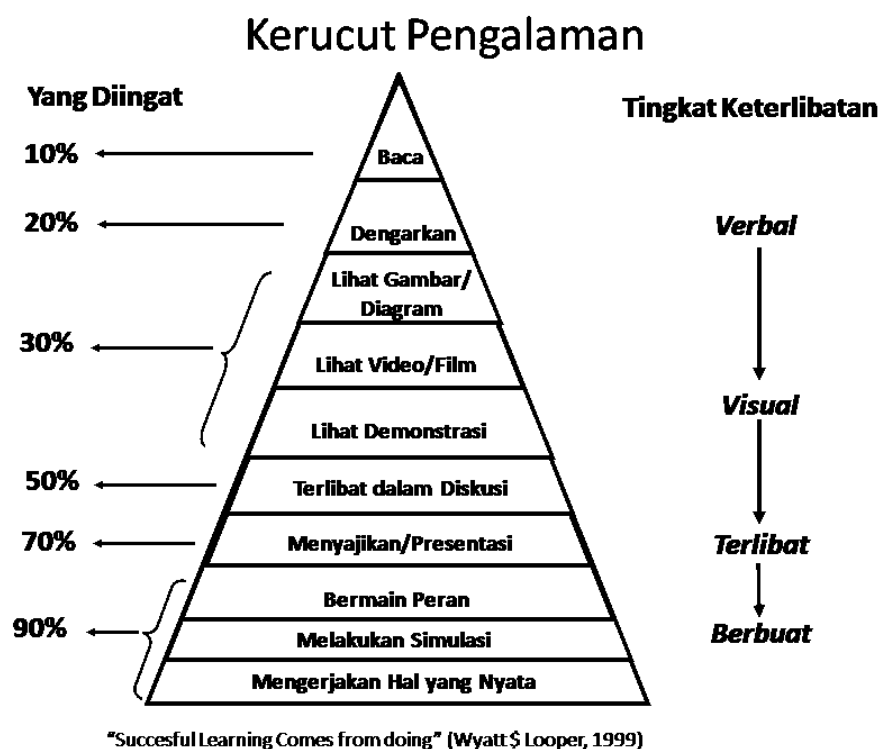 Kerucut Pengalaman
Yang Diingat
Tingkat Keterlibatan
10%
Baca
20%
Dengarkan
Verbal
Lihat Gambar/
Diagram
30%
Lihat Video/Film
Visual
Lihat Demonstrasi
50%
Terlibat dalam Diskusi
70%
Menyajikan/Presentasi
Terlibat
Bermain Peran
90%
Melakukan Simulasi
Berbuat
Mengerjakan Hal yang Nyata
"Succesful Learning Comes from doing" (Wyatt $ Looper, 1999)